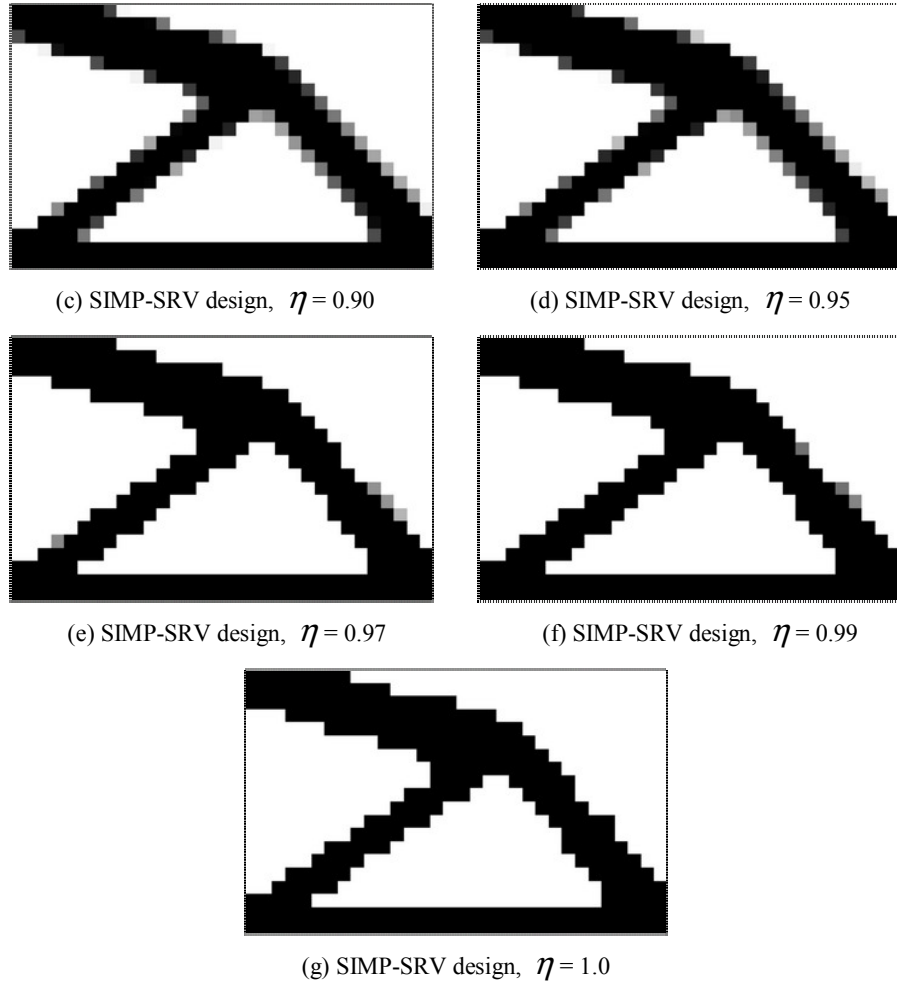 (c) SIMP-SRV design, η = 0.90
(d) SIMP-SRV design, η = 0.95
(e) SIMP-SRV design, η = 0.97
(f) SIMP-SRV design, η = 0.99
(g) SIMP-SRV design, η = 1.0